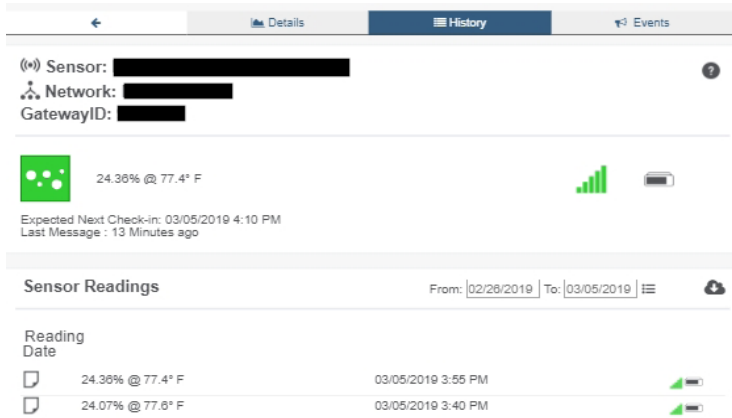 Details History Events
Sensor:
Network:
GatewayID:
24.36% @ 77.4° F
Expected Next Check-in: 03/05/2019 4:10 PM
Last Message : 13 Minutes ago
Sensor Readings From: 02/26/2019 To: 03/05/2019
Reading
Date
24.36% @ 77.4° F 03/05/2019 3:55 PM
24.07% @ 77.6° F 03/05/2019 3:40 PM